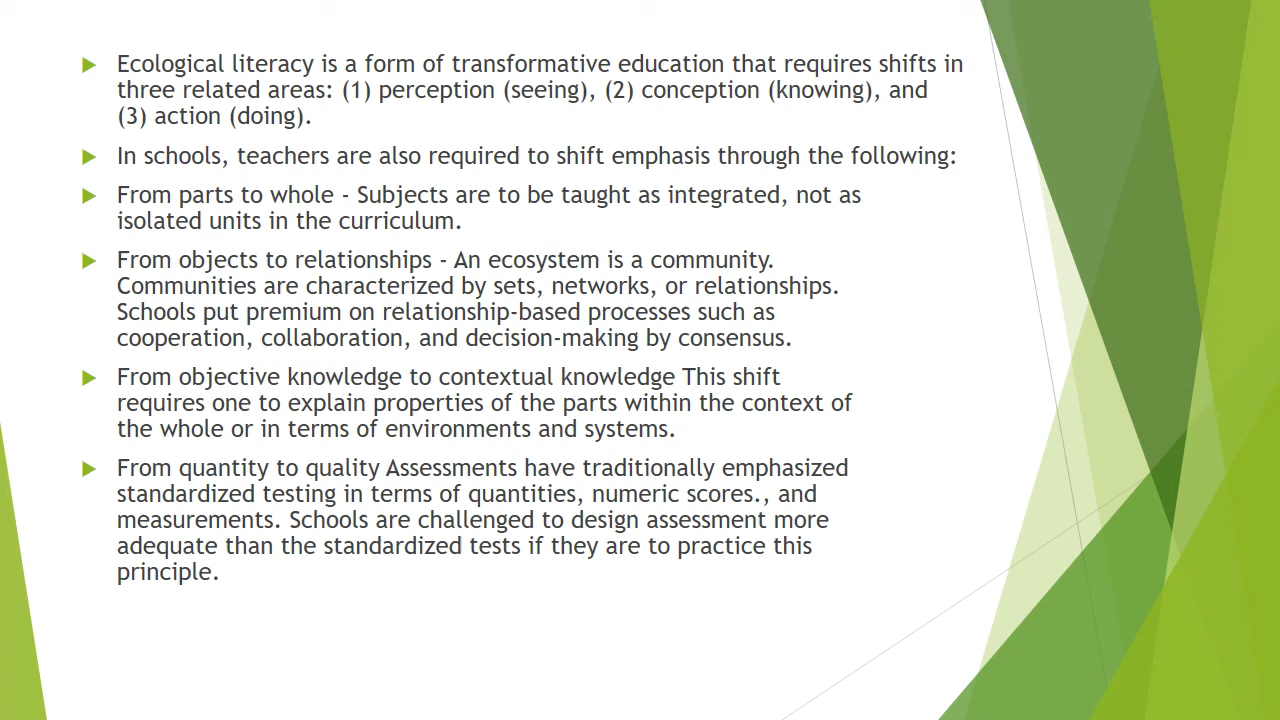 Ecological literacy is a form of transformative education that requires shifts in
three related areas: (1) perception (seeing), (2) conception (knowing), and
(3) action (doing).
In schools, teachers are also required to shift emphasis through the following:
From parts to whole - Subjects are to be taught as integrated, not as
isolated units in the curriculum.
From objects to relationships - An ecosystem is a community.
Communities are characterized by sets, networks, or relationships.
Schools put premium on relationship-based processes such as
cooperation, collaboration, and decision-making by consensus.
From objective knowledge to contextual knowledge This shift
requires one to explain properties of the parts within the context of
the whole or in terms of environments and systems.
From quantity to quality Assessments have traditionally emphasized
standardized testing in terms of quantities, numeric scores., and
measurements. Schools are challenged to design assessment more
adequate than the standardized tests if they are to practice this
principle.